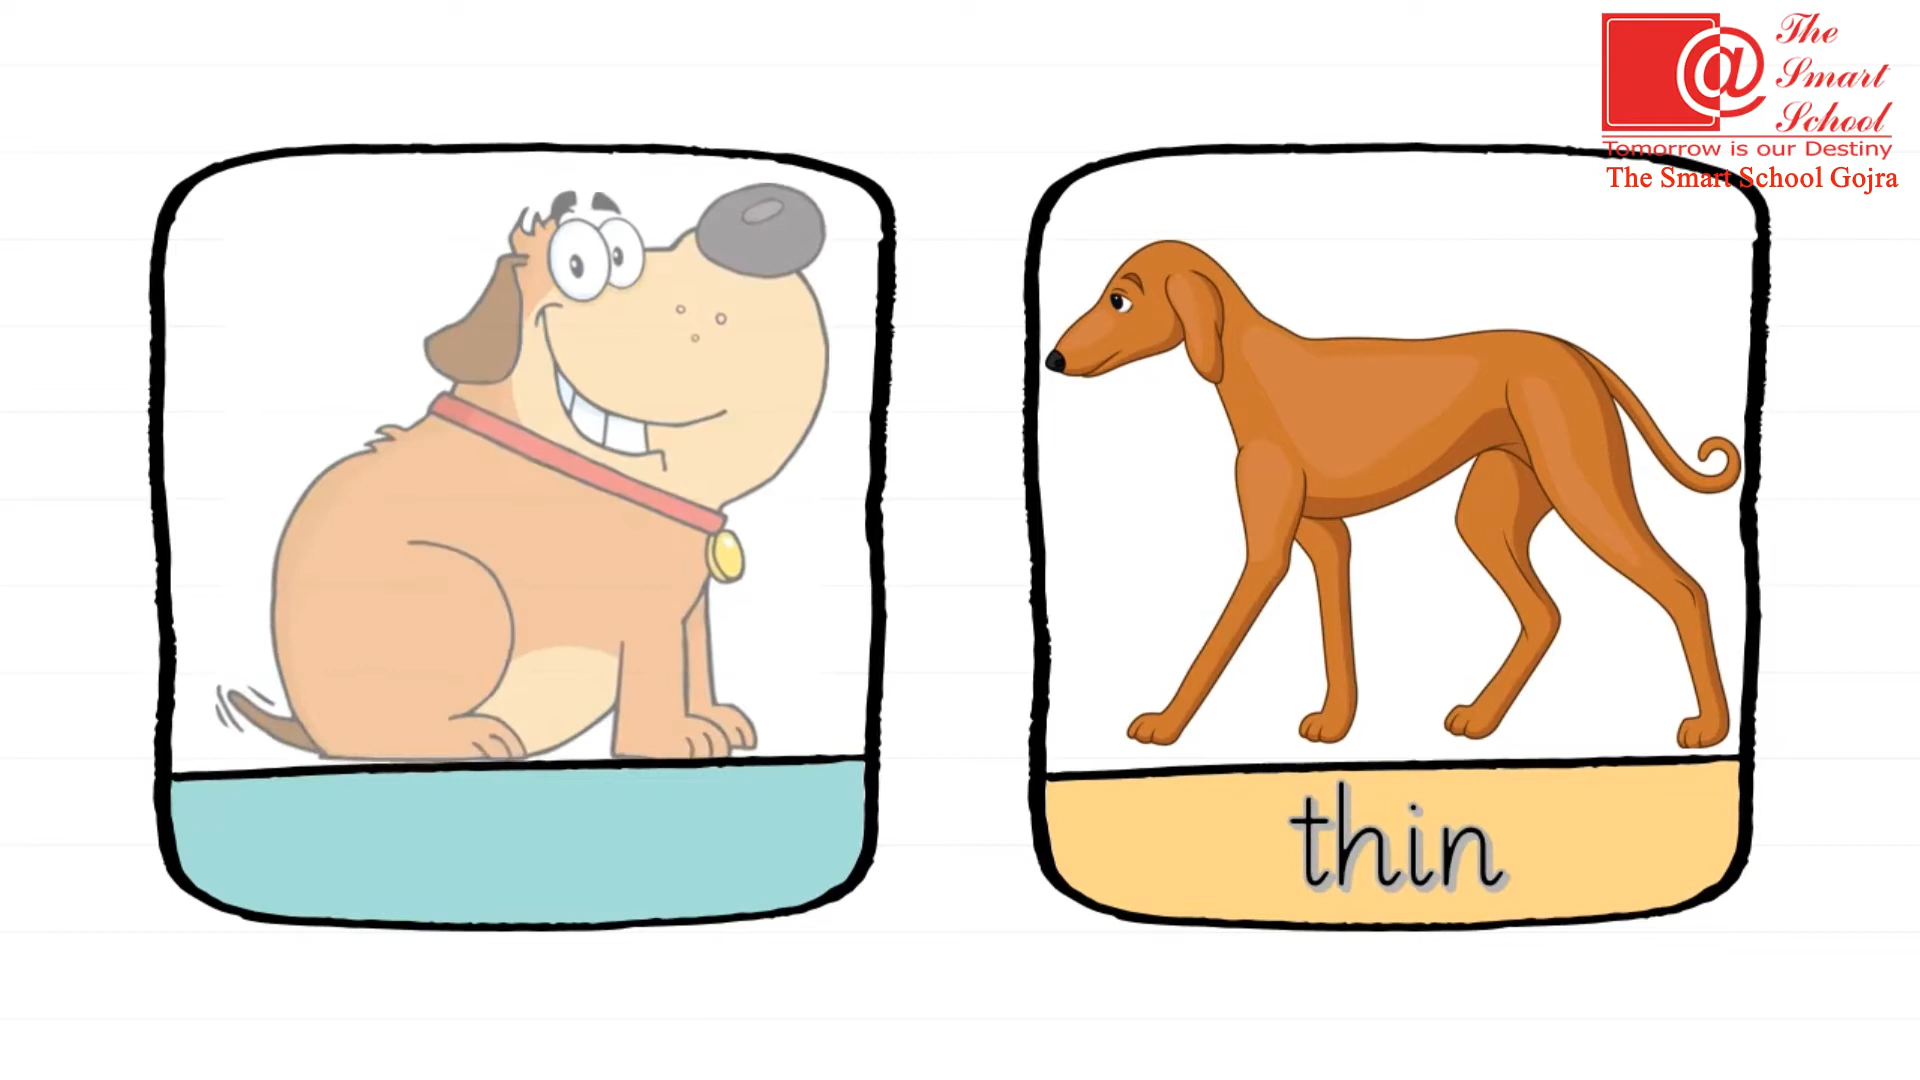 The
Smart
School
Tomorrow is our Destiny
The Smart School Gojra
thin